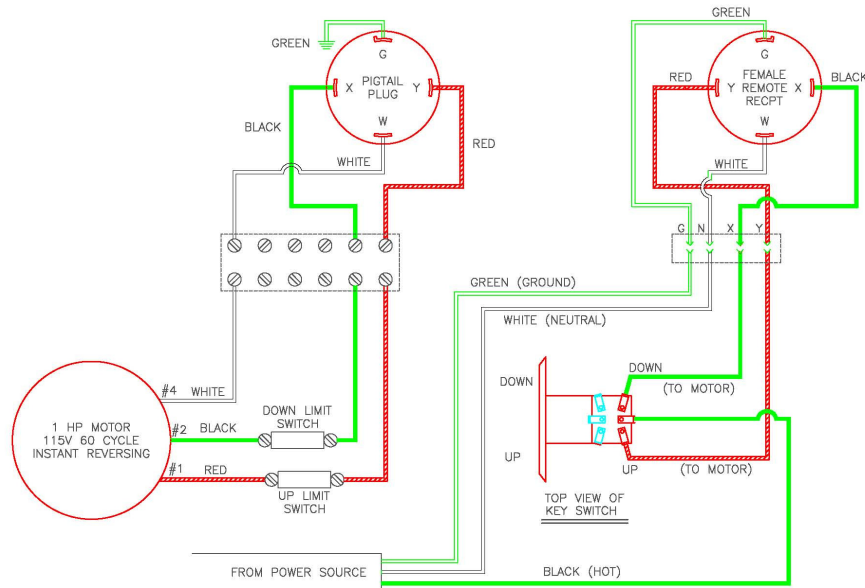 GREEN
GREEN
G
PIGTAIL
PLUG
X
Y
W
BLACK
RED
WHITE
G
FEMALE
REMOTE
RECPT
Y
X
W
RED
BLACK
WHITE
G N X Y
GREEN (GROUND)
WHITE (NEUTRAL)
#4
WHITE
1 HP MOTOR
115V 60 CYCLE
INSTANT REVERSING
#2
BLACK
DOWN LIMIT
SWITCH
#1
RED
UP LIMIT
SWITCH
DOWN
DOWN
(TO MOTOR)
UP
UP
(TO MOTOR)
TOP VIEW OF
KEY SWITCH
FROM POWER SOURCE
BLACK (HOT)